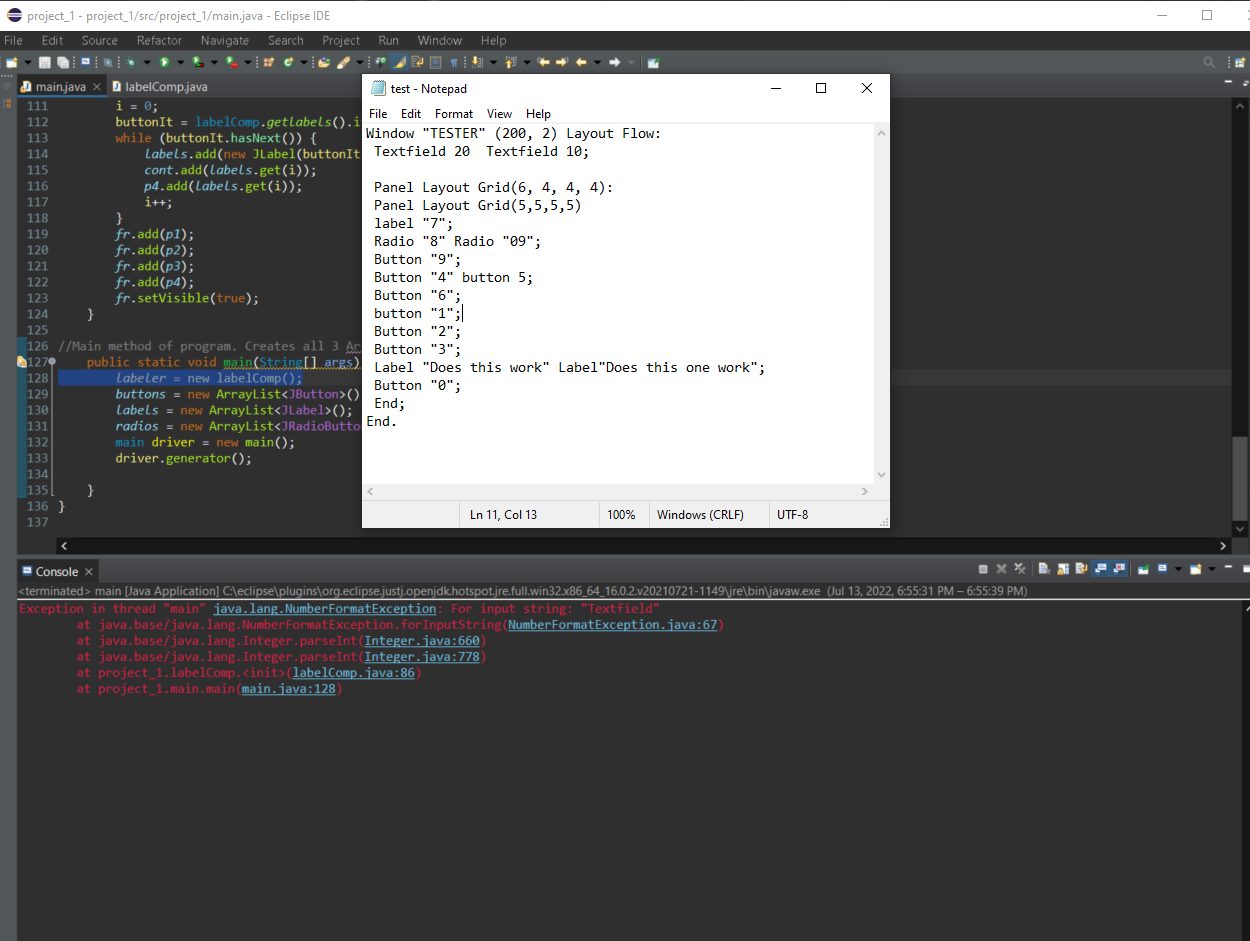 project_1 - project_1/src/project_1/main.java - Eclipse IDE
File Edit Source Refactor Navigate Search Project Run Window Help
main.java labelComp.java
111 i = 0;
112 buttonIt = labelComp.getlabels().i
113 while (buttonIt.hasNext()) {
114 labels.add(new JLabel(buttonIt
115 cont.add(labels.get(i));
116 p4.add(labels.get(i));
117 i++;
118 }
119 fr.add(p1);
120 fr.add(p2);
121 fr.add(p3);
122 fr.add(p4);
123 fr.setVisible(true);
124 }
125
126 //Main method of program. Creates all 3 Ar
127 public static void main(String[] args)
128 labeler = new labelComp();
129 buttons = new ArrayList<JButton>()
130 labels = new ArrayList<JLabel>();
131 radios = new ArrayList<JRadioButto
132 main driver = new main();
133 driver.generator();
134
135 }
136 }
137
test - Notepad
File Edit Format View Help
Window "TESTER" (200, 2) Layout Flow:
Textfield 20  Textfield 10;
Panel Layout Grid(6, 4, 4, 4):
Panel Layout Grid(5,5,5,5)
label "7";
Radio "8" Radio "09";
Button "9";
Button "4" button 5;
Button "6";
button "1";
Button "2";
Button "3";
Label "Does this work" Label"Does this one work";
Button "0";
End;
End.
Ln 11, Col 13 100% Windows (CRLF) UTF-8
Console
<terminated> main [Java Application] C:\eclipse\plugins\org.eclipse.justj.openjdk.hotspot.jre.full.win32.x86_64_16.0.2.v20210721-1149\jre\bin\javaw.exe (Jul 13, 2022, 6:55:31 PM – 6:55:39 PM)
Exception in thread "main" java.lang.NumberFormatException: For input string: "Textfield"
at java.base/java.lang.NumberFormatException.forInputString(NumberFormatException.java:67)
at java.base/java.lang.Integer.parseInt(Integer.java:660)
at java.base/java.lang.Integer.parseInt(Integer.java:778)
at project_1.labelComp.<init>(labelComp.java:86)
at project_1.main.main(main.java:128)